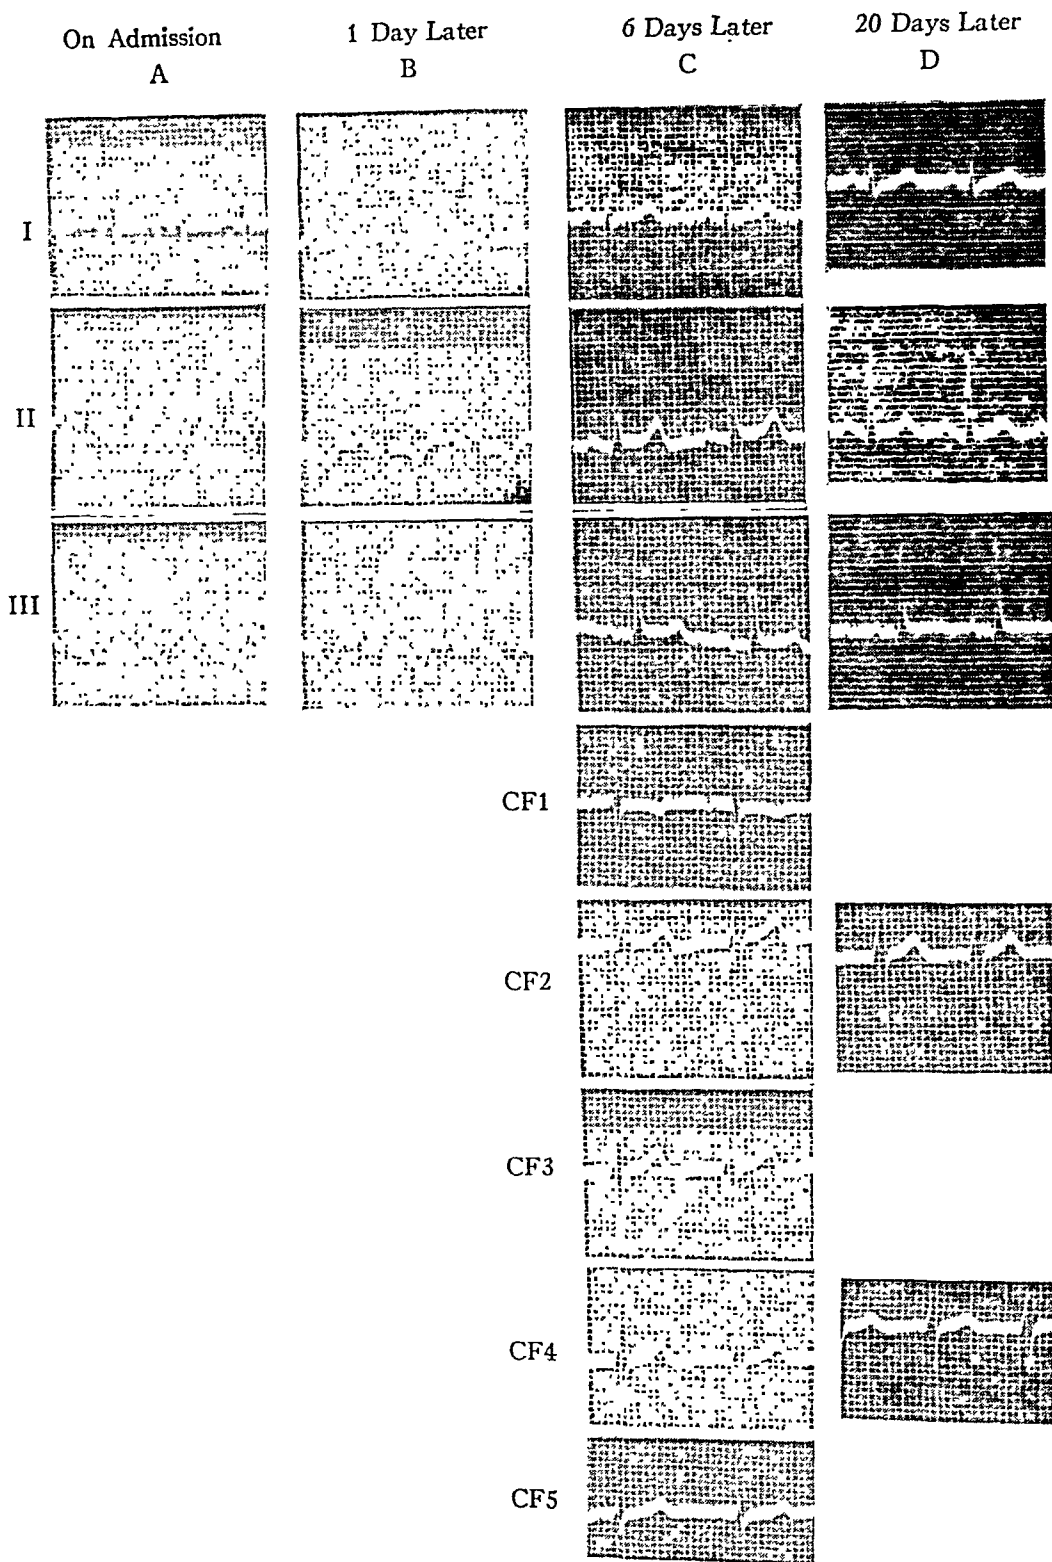 On Admission 1 Day Later 6 Days Later 20 Days Later
A B C D
I
II
III
CF1
CF2
CF3
CF4
CF5